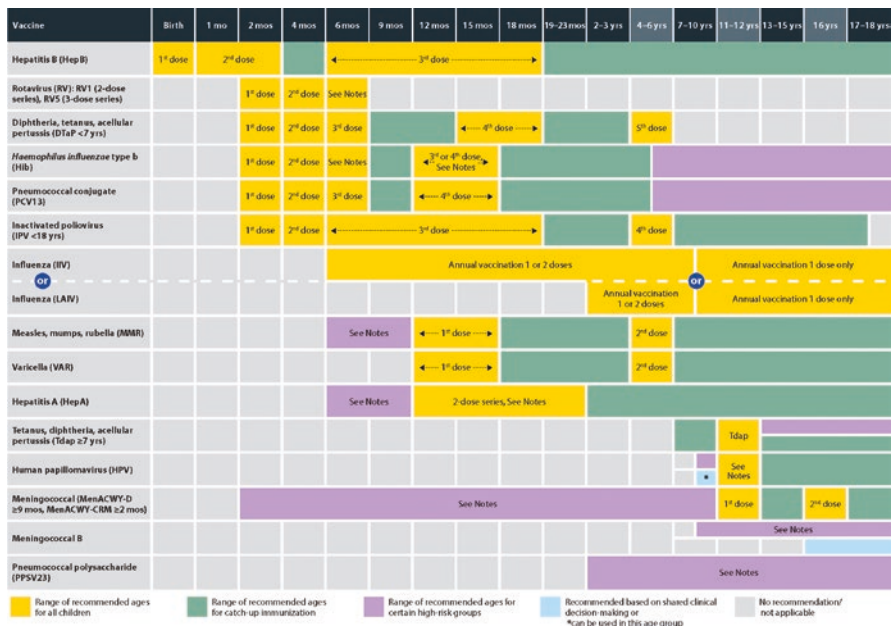 Vaccine Birth 1 mo 2 mos 4 mos 6 mos 9 mos 12 mos 15 mos 18 mos 19–23 mos 2–3 yrs 4–6 yrs 7–10 yrs 11–12 yrs 13–15 yrs 16 yrs 17–18 yrs
Hepatitis B (HepB) 1st dose 2nd dose 3rd dose
Rotavirus (RV): RV1 (2-dose
series), RV5 (3-dose series) 1st dose 2nd dose See Notes
Diphtheria, tetanus, acellular
pertussis (DTaP <7 yrs) 1st dose 2nd dose 3rd dose 4th dose 5th dose
Haemophilus influenzae type b
(Hib) 1st dose 2nd dose See Notes 3rd or 4th dose,
See Notes
Pneumococcal conjugate
(PCV13) 1st dose 2nd dose 3rd dose 4th dose
Inactivated poliovirus
(IPV <18 yrs) 1st dose 2nd dose 3rd dose 4th dose
Influenza (IIV) Annual vaccination 1 or 2 doses Annual vaccination 1 dose only
or or
Influenza (LAIV) Annual vaccination
1 or 2 doses Annual vaccination 1 dose only
Measles, mumps, rubella (MMR) See Notes 1st dose 2nd dose
Varicella (VAR) 1st dose 2nd dose
Hepatitis A (HepA) See Notes 2-dose series, See Notes
Tetanus, diphtheria, acellular
pertussis (Tdap ≥7 yrs) Tdap
Human papillomavirus (HPV) * See
Notes
Meningococcal (MenACWY-D
≥9 mos, MenACWY-CRM ≥2 mos) See Notes 1st dose 2nd dose
Meningococcal B See Notes
Pneumococcal polysaccharide
(PPSV23) See Notes
Range of recommended ages
for all children
Range of recommended ages
for catch-up immunization
Range of recommended ages for
certain high-risk groups
Recommended based on shared clinical
decision-making or
*can be used in this age group
No recommendation/
not applicable